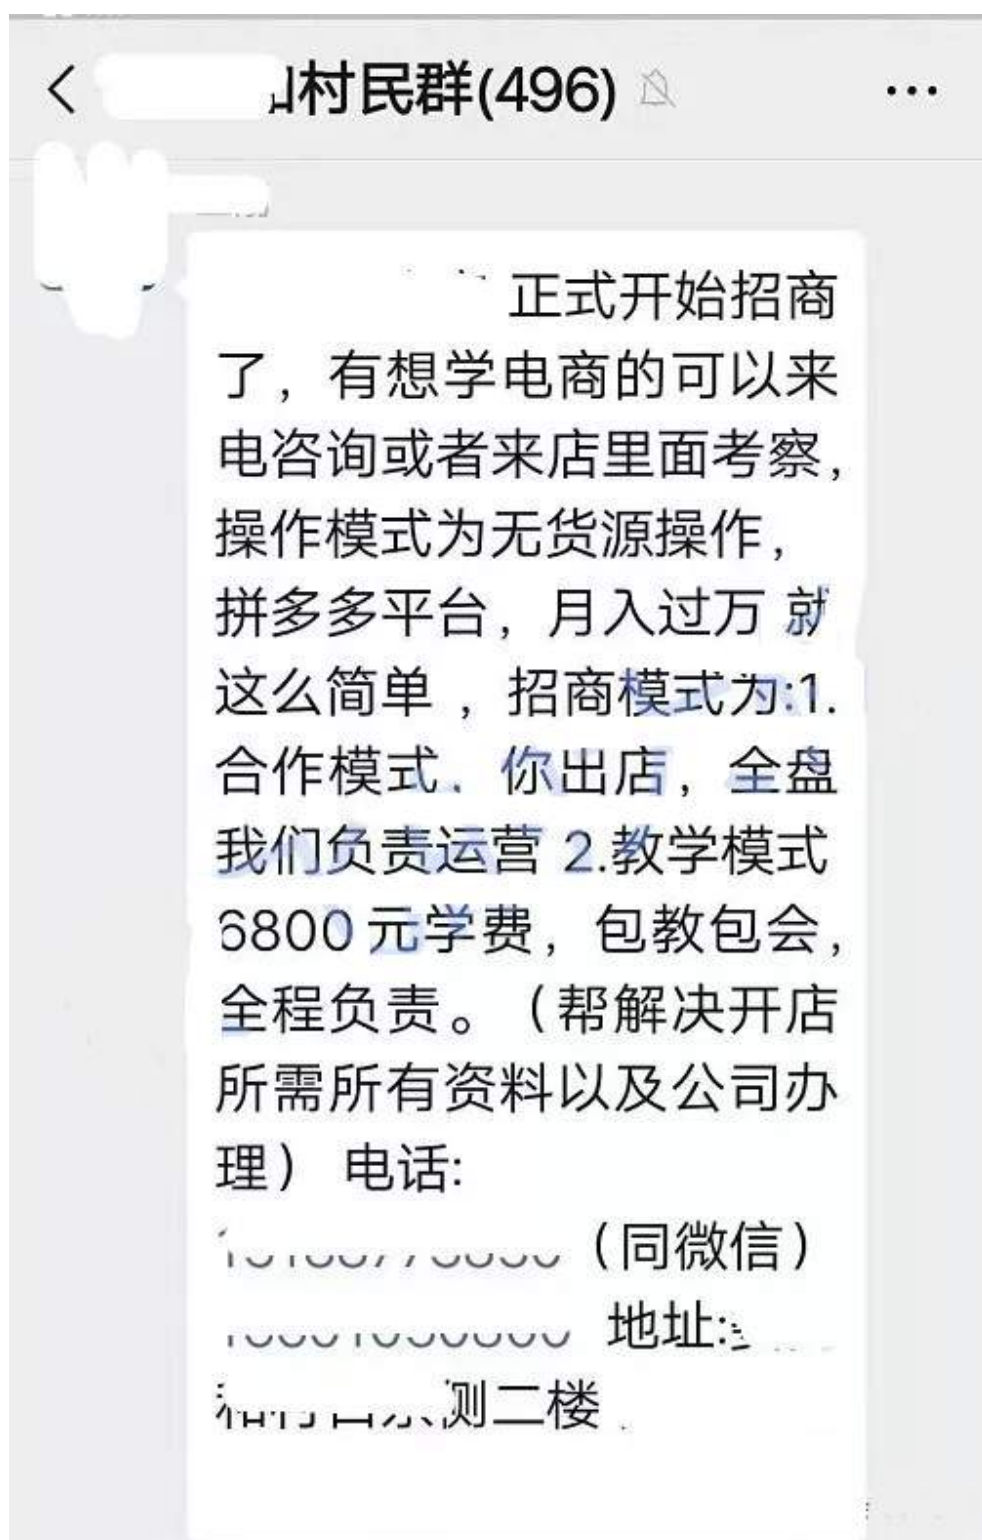 村民群(496)
正式开始招商
了，有想学电商的可以来
电咨询或者来店里面考察，
操作模式为无货源操作，
拼多多平台，月入过万 就
这么简单 ，招商模式为:1.
合作模式．你出店，全盘
我们负责运营 2.教学模式
6800元学费，包教包会，
全程负责。（帮解决开店
所需所有资料以及公司办
理） 电话:
（同微信）
地址:
测二楼